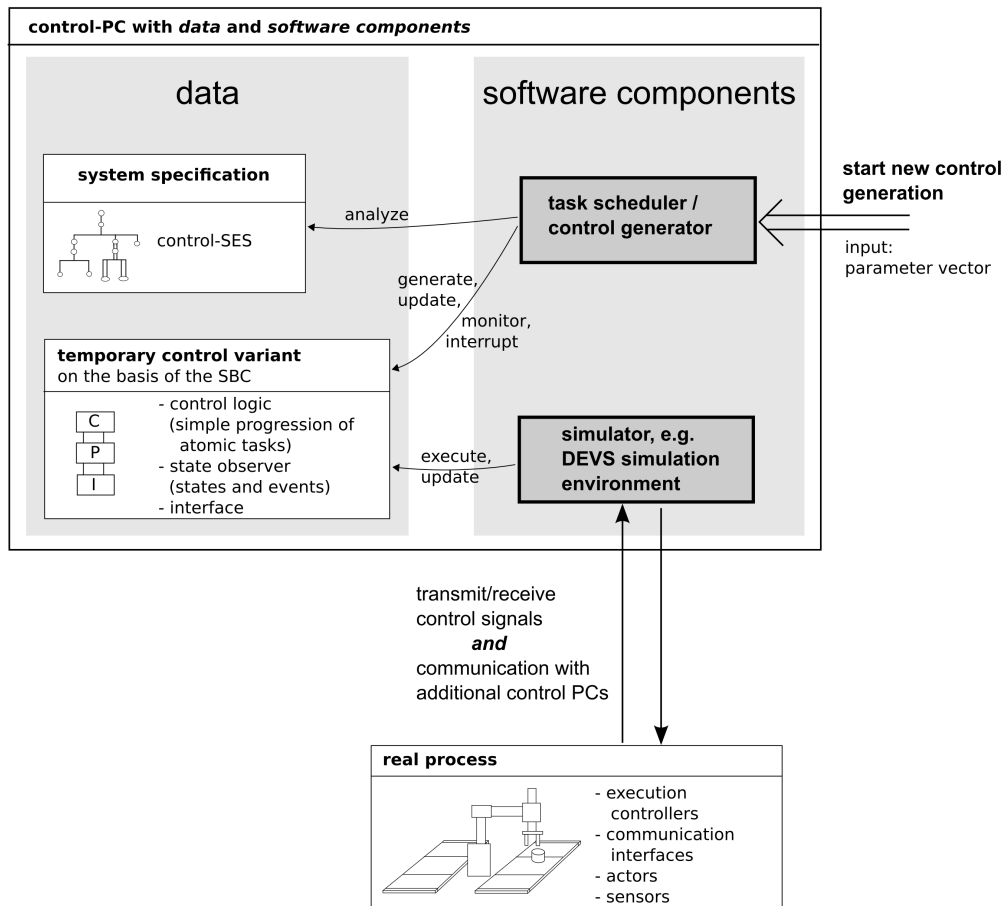 control-PC with data and software components
data
software components
system specification
control-SES
analyze
task scheduler /
control generator
start new control
generation
input:
parameter vector
generate,
update,
monitor,
interrupt
temporary control variant
on the basis of the SBC
C
P
I
- control logic
(simple progression of
atomic tasks)
- state observer
(states and events)
- interface
execute,
update
simulator, e.g.
DEVS simulation
environment
transmit/receive
control signals
and
communication with
additional control PCs
real process
- execution
controllers
- communication
interfaces
- actors
- sensors